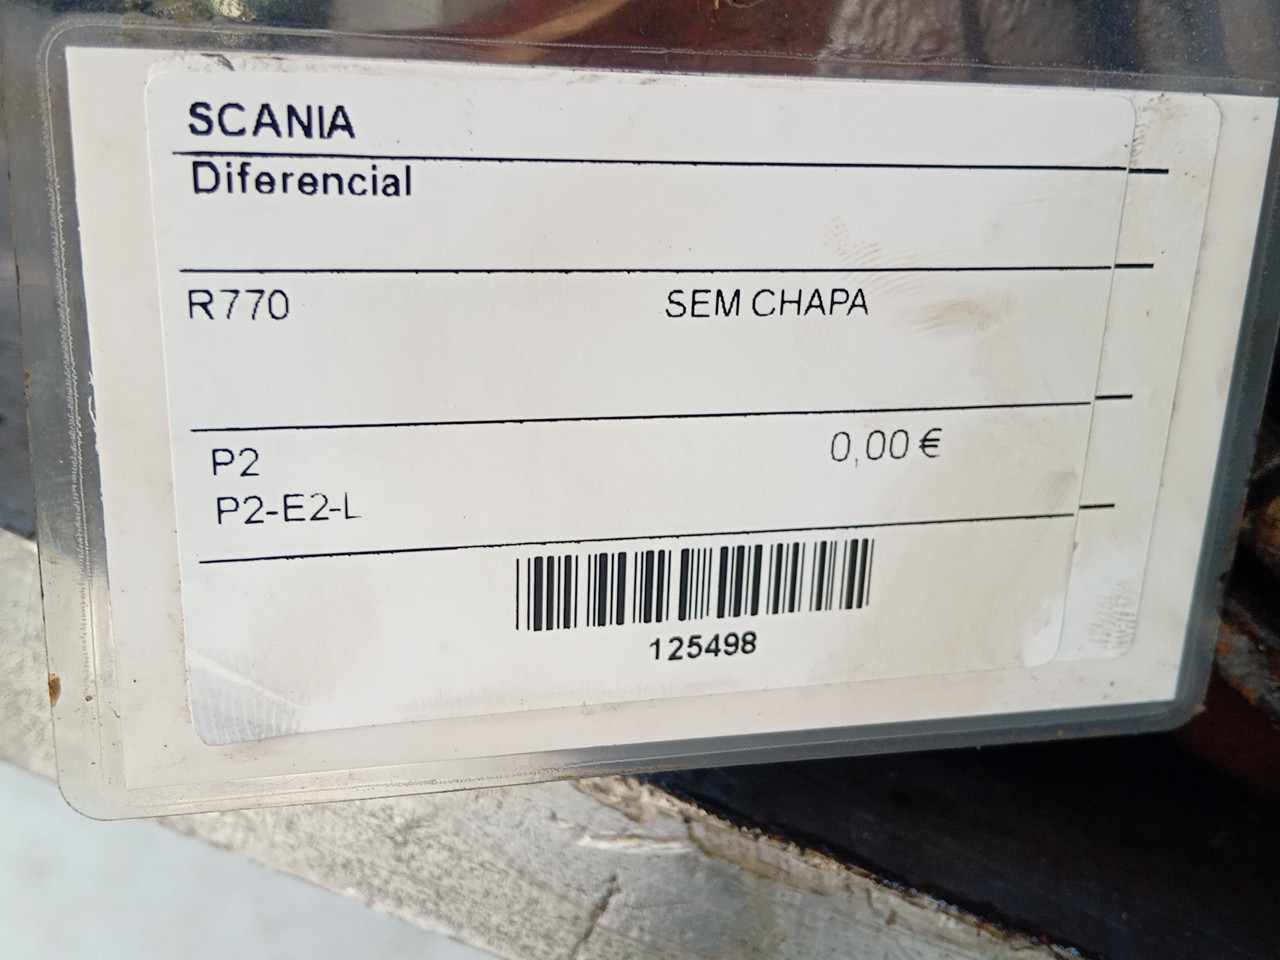 SCANIA
Diferencial
R770 SEM CHAPA
P2 0,00 €
P2-E2-L
125498